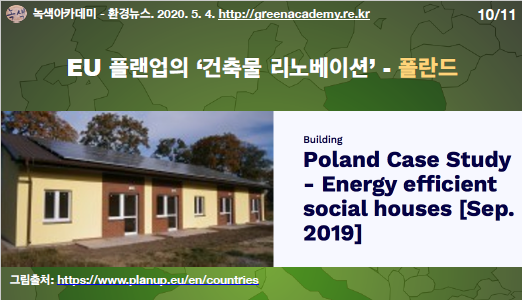 녹색아카데미 - 환경뉴스. 2020. 5. 4. http://greenacademy.re.kr
10/11
EU 플랜업의 ‘건축물 리노베이션’ - 폴란드
Building
Poland Case Study
- Energy efficient
social houses [Sep.
2019]
그림출처: https://www.planup.eu/en/countries